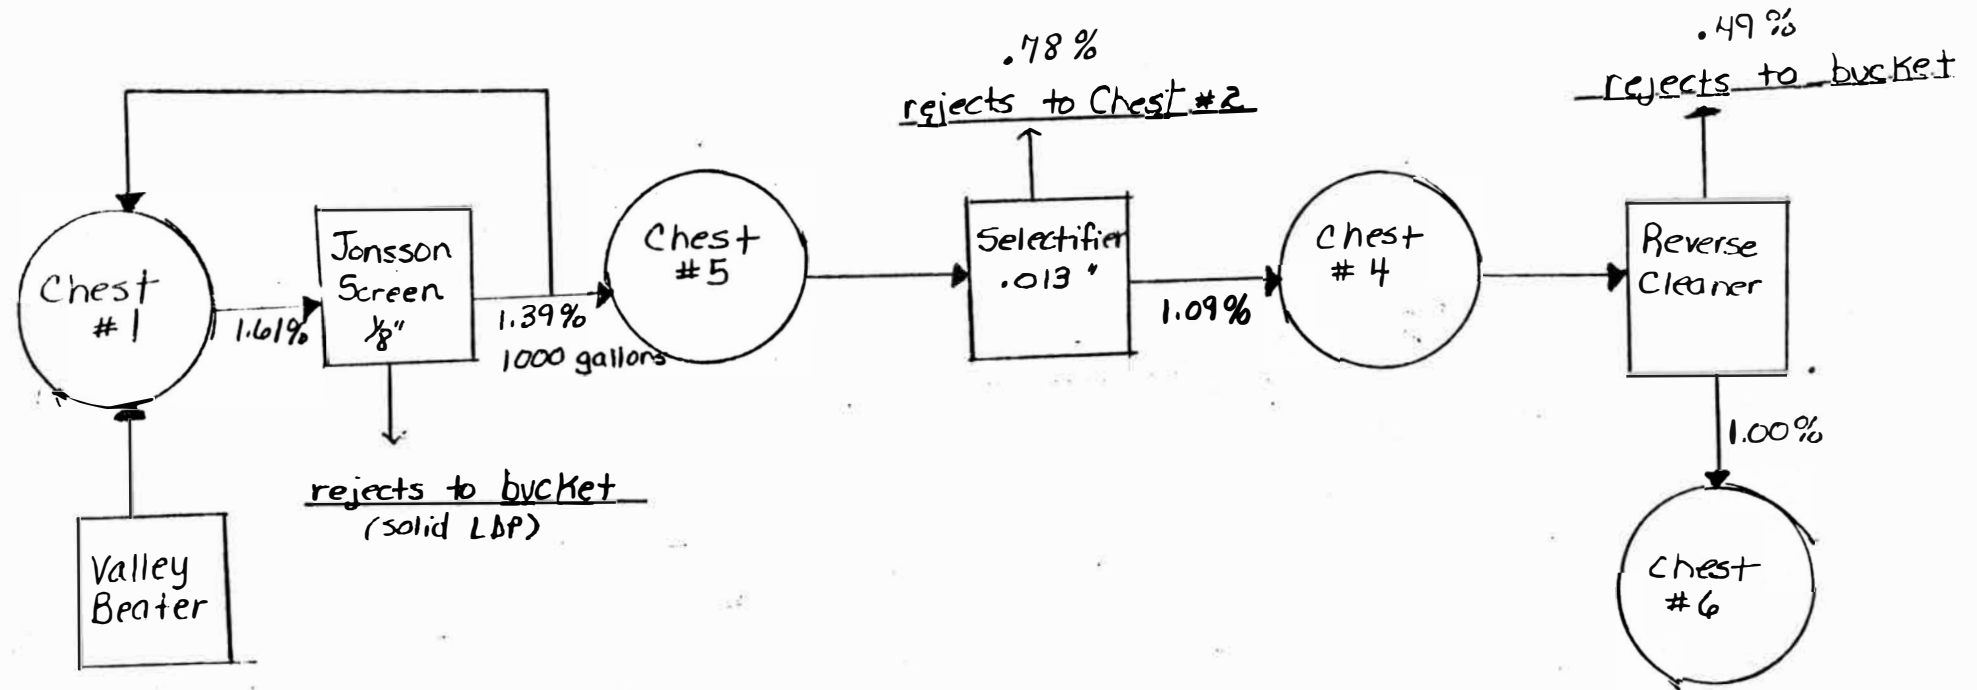 .78%
rejects to Chest #2
.49%
rejects to bucket
Chest
#1
1.61%
Jonsson
Screen
1/8"
1.39%
1000 gallons
Chest
#5
Selectifier
.013"
1.09%
Chest
#4
Reverse
Cleaner
1.00%
rejects to bucket
(solid LDP)
Valley
Beater
Chest
#6